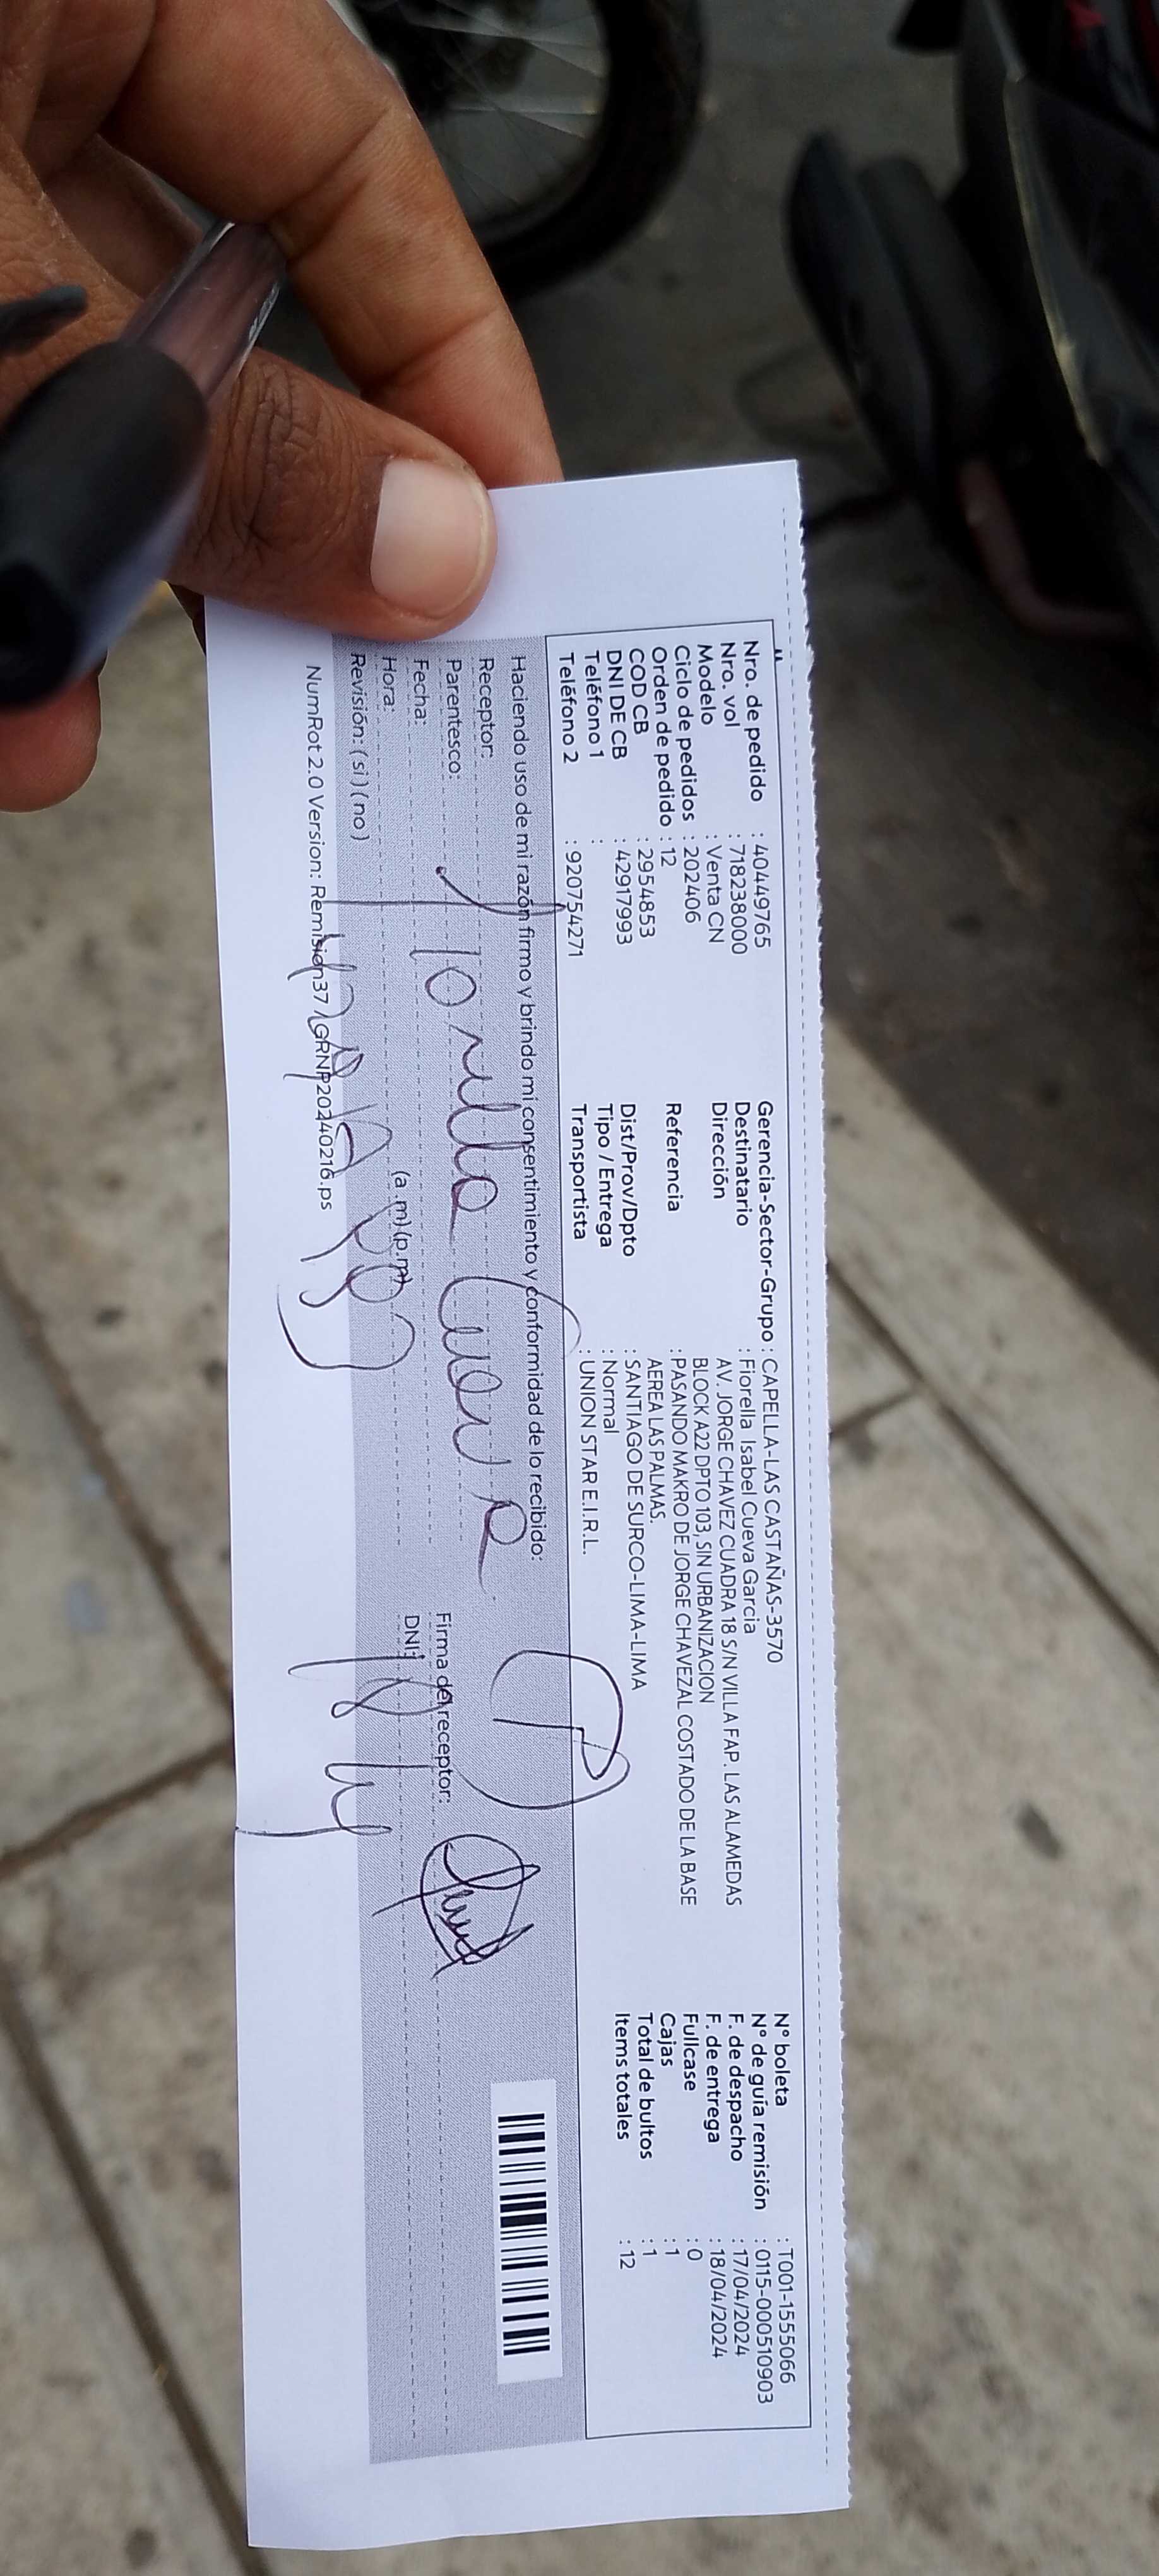 Nro. de pedido : 40449765
Nro. vol : 718238000
Modelo : Venta CN
Ciclo de pedidos : 202406
Orden de pedido : 12
COD CB : 2954853
DNI DE CB : 42917993
Teléfono 1 :
Teléfono 2 : 920754271
Gerencia-Sector-Grupo : CAPELLA-LAS CASTAÑAS-3570
Destinatario : Fiorella Isabel Cueva Garcia
Dirección AV. JORGE CHAVEZ CUADRA 18 S/N VILLA FAP. LAS ALAMEDAS
BLOCK A22 DPTO 103, SIN URBANIZACION
Referencia : PASANDO MAKRO DE JORGE CHAVEZAL COSTADO DE LA BASE
AEREA LAS PALMAS.
Dist/Prov/Dpto : SANTIAGO DE SURCO-LIMA-LIMA
Tipo / Entrega : Normal
Transportista : UNION STAR E.I.R.L.
N° boleta : T001-1555066
N° de guía remisión : 0115-000510903
F. de despacho : 17/04/2024
F. de entrega : 18/04/2024
Fullcase : 0
Cajas : 1
Total de bultos : 1
Items totales : 12
Haciendo uso de mi razón firmo y brindo mi consentimiento y conformidad de lo recibido:
Receptor:
Parentesco:
Fecha:
Hora: (a.m) (p.m)
Revisión: ( si ) ( no )
Firma del receptor:
DNI:
NumRot 2.0 Version: Remision37 / GRNP20240216.ps